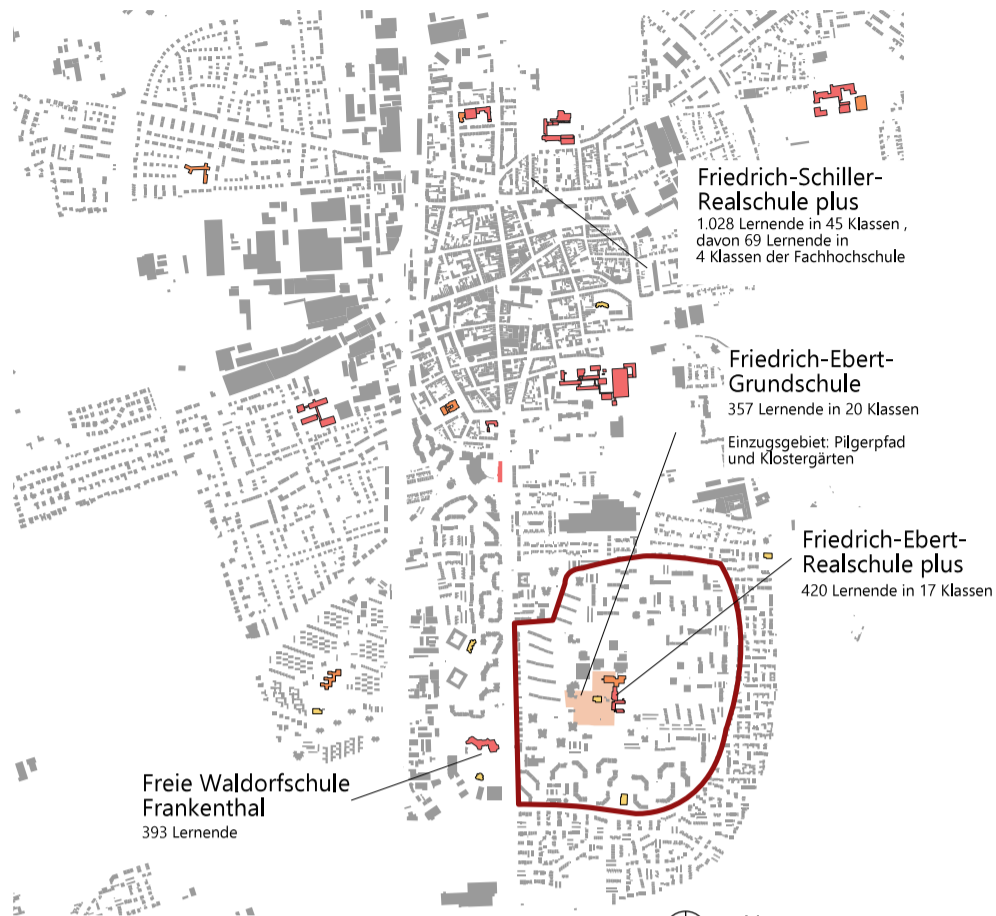 Friedrich-Schiller-
Realschule plus
1.028 Lernende in 45 Klassen ,
davon 69 Lernende in
4 Klassen der Fachhochschule
Friedrich-Ebert-
Grundschule
357 Lernende in 20 Klassen
Einzugsgebiet: Pilgerpfad
und Klostergärten
Friedrich-Ebert-
Realschule plus
420 Lernende in 17 Klassen
Freie Waldorfschule
Frankenthal
393 Lernende